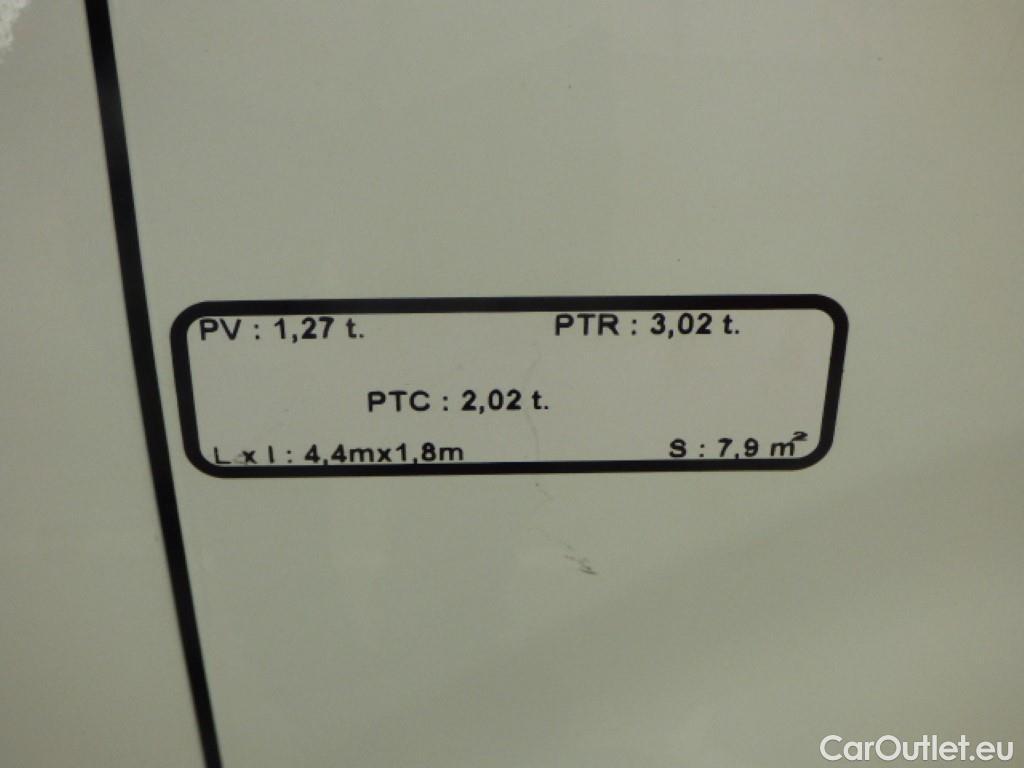 PV : 1,27 t. PTR : 3,02 t.
PTC : 2,02 t.
L x l : 4,4mx1,8m S : 7,9 m²
CarOutlet.eu